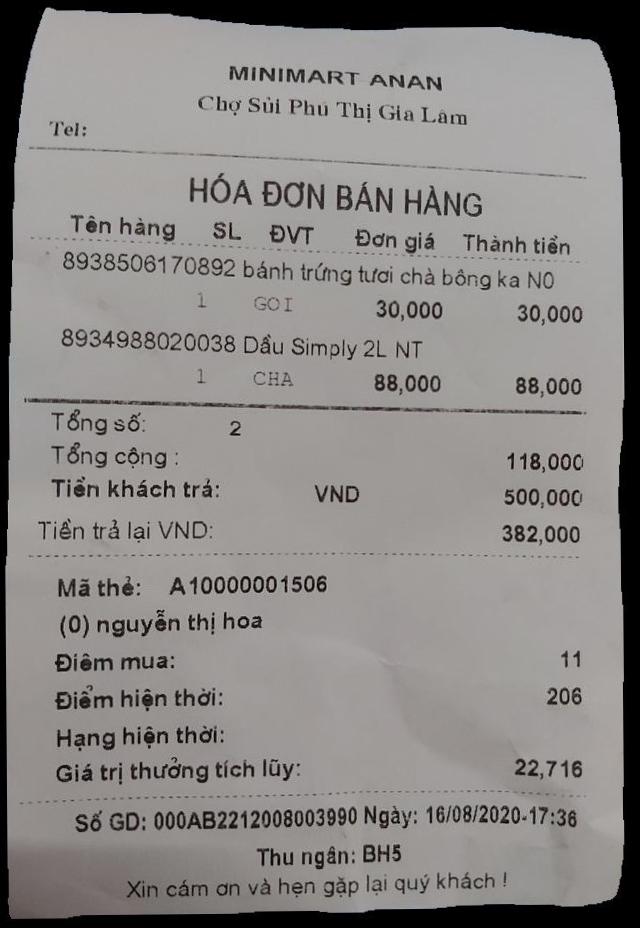 MINIMART ANAN
Chợ Sủi Phú Thị Gia Lâm
Tel:
HÓA ĐƠN BÁN HÀNG
Tên hàng SL ĐVT Đơn giá Thành tiền
8938506170892 bánh trứng tươi chà bông ka N0
1 GOI 30,000 30,000
8934988020038 Dầu Simply 2L NT
1 CHA 88,000 88,000
Tổng số: 2
Tổng cộng : 118,000
Tiền khách trả: VND 500,000
Tiền trả lại VND: 382,000
Mã thẻ: A10000001506
(0) nguyễn thị hoa
Điêm mua: 11
Điểm hiện thời: 206
Hạng hiện thời:
Giá trị thưởng tích lũy: 22,716
Số GD: 000AB2212008003990 Ngày: 16/08/2020-17:36
Thu ngân: BH5
Xin cám ơn và hẹn gặp lại quý khách !